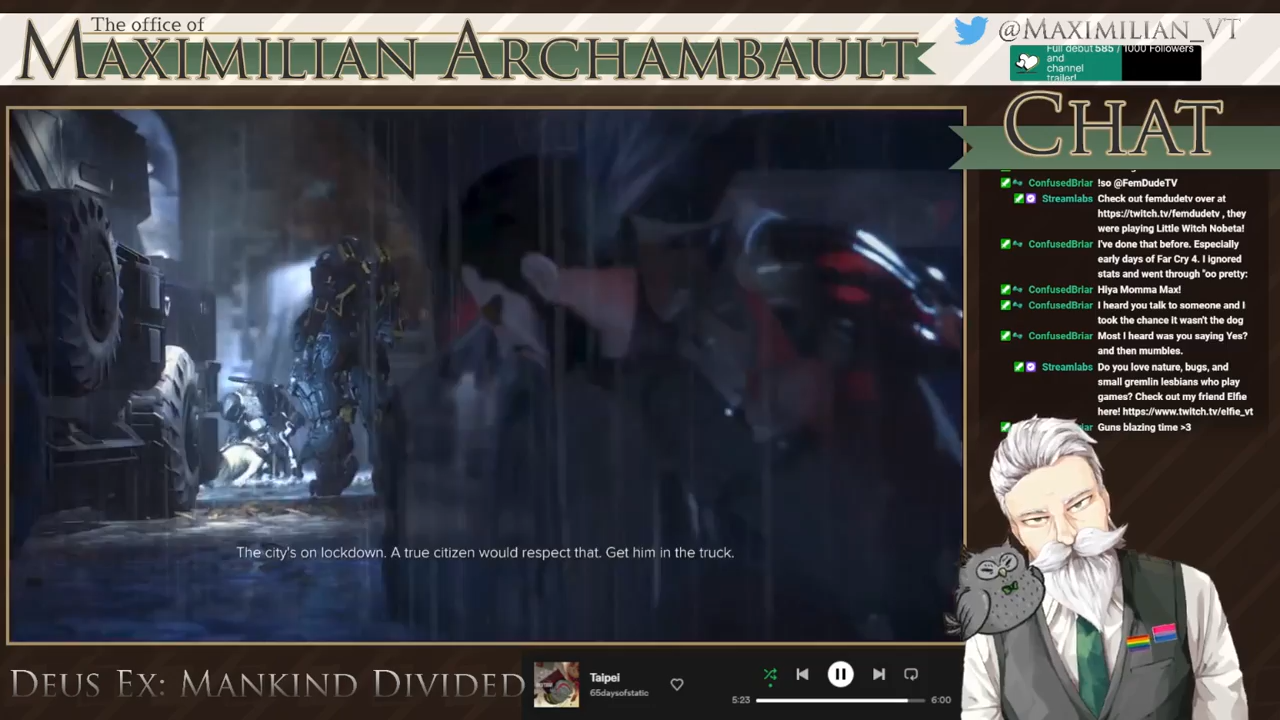 The office of
MAXIMILIAN ARCHAMBAULT
@MAXIMILIAN_VT
Full debut 585 / 1000 Followers
and
channel
trailer!
CHAT
ConfusedBriar !so @FemDudeTV
Streamlabs Check out femdudetv over at
https://twitch.tv/femdudetv , they
were playing Little Witch Nobeta!
ConfusedBriar I've done that before. Especially
early days of Far Cry 4. I ignored
stats and went through "oo pretty:
ConfusedBriar Hiya Momma Max!
ConfusedBriar I heard you talk to someone and I
took the chance it wasn't the dog
ConfusedBriar Most I heard was you saying Yes?
and then mumbles.
Streamlabs Do you love nature, bugs, and
small gremlin lesbians who play
games? Check out my friend Elfie
here! https://www.twitch.tv/elfie_vt
Guns blazing time >3
The city's on lockdown. A true citizen would respect that. Get him in the truck.
DEUS EX: MANKIND DIVIDED
Taipei
65daysofstatic
5:23
6:00